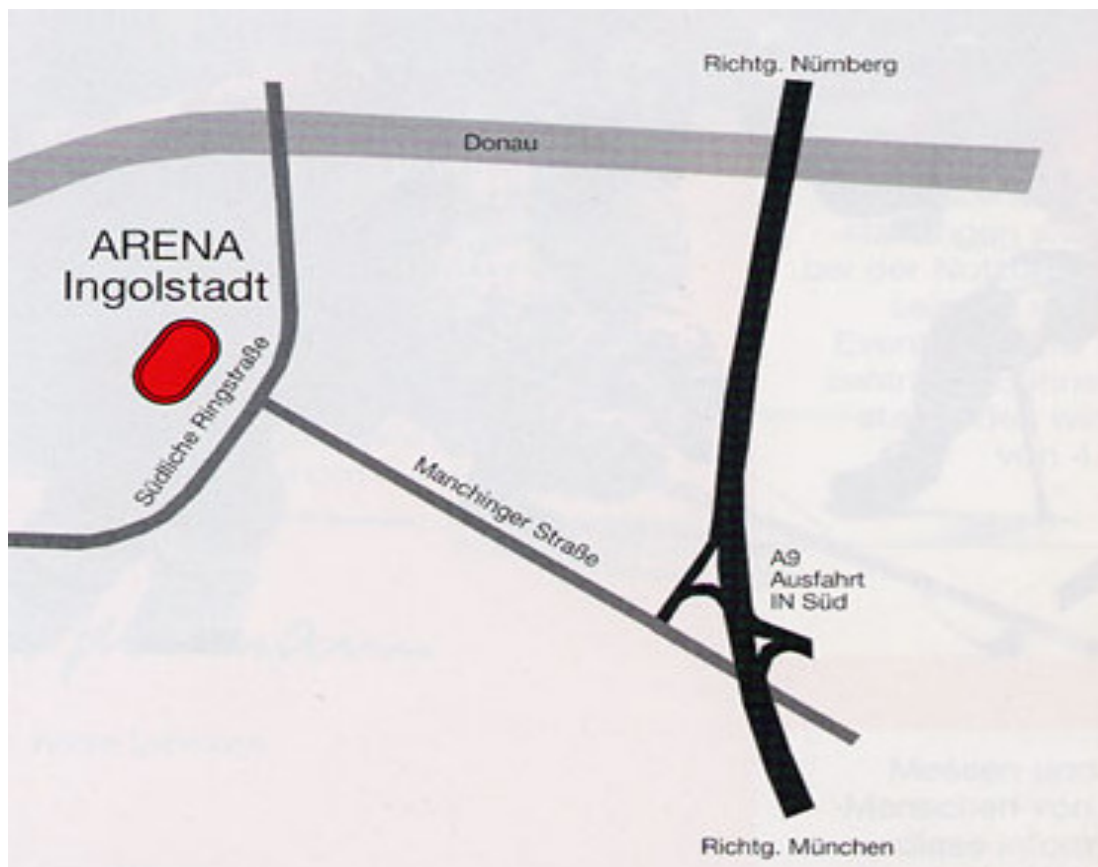 Richtg. Nürnberg
Donau
ARENA
Ingolstadt
Südliche Ringstraße
Manchinger Straße
A9
Ausfahrt
IN Süd
Richtg. München